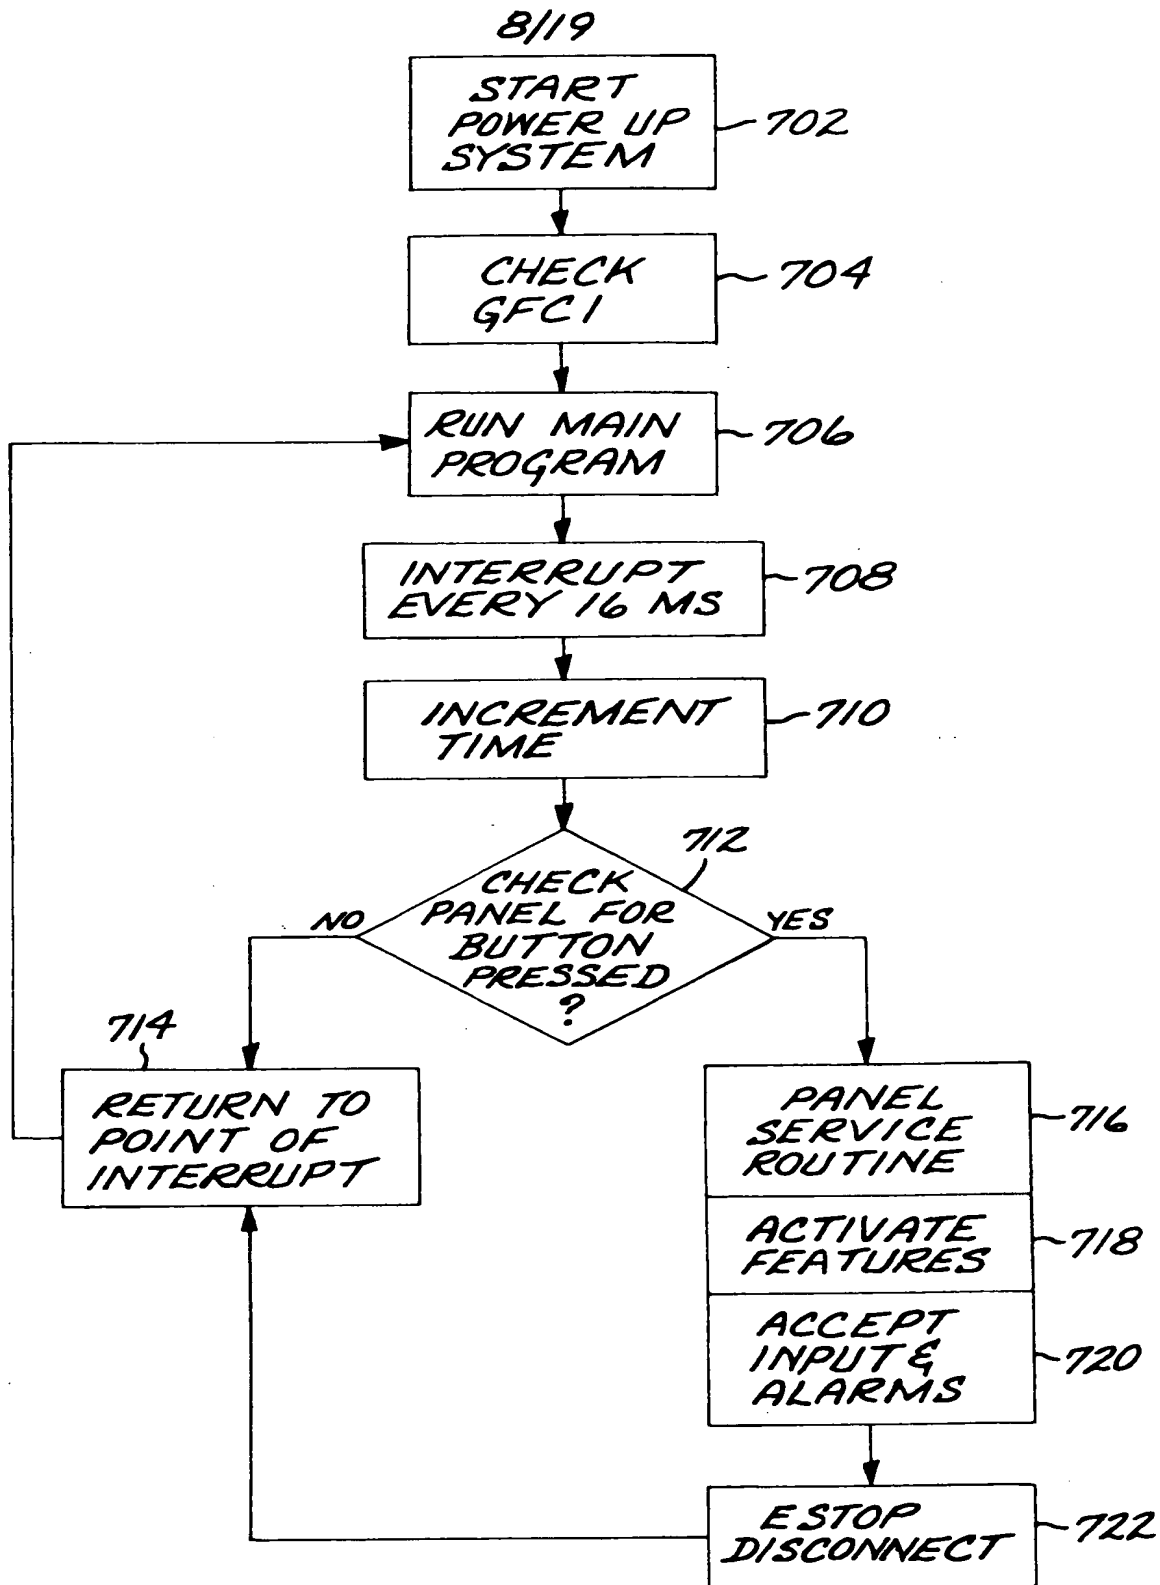 8/19
START
POWER UP
SYSTEM
702
CHECK
GFCI
704
RUN MAIN
PROGRAM
706
INTERRUPT
EVERY 16 MS
708
INCREMENT
TIME
710
712
CHECK
PANEL FOR
BUTTON
PRESSED
?
NO
YES
714
RETURN TO
POINT OF
INTERRUPT
PANEL
SERVICE
ROUTINE
716
ACTIVATE
FEATURES
718
ACCEPT
INPUT &
ALARMS
720
E STOP
DISCONNECT
722